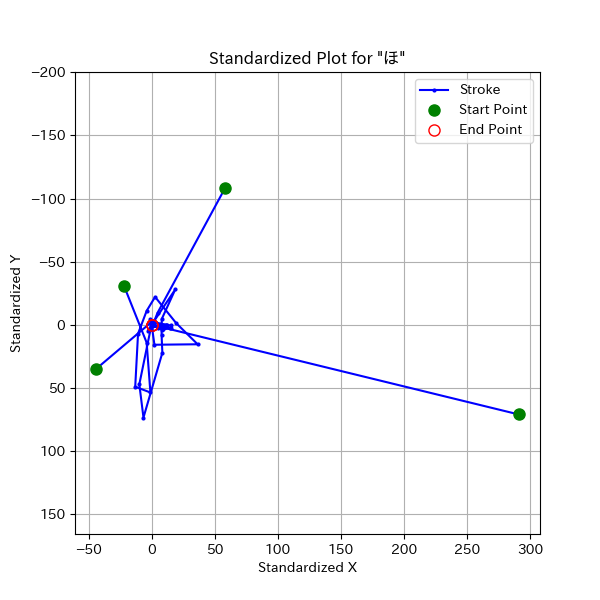 Standardized Plot for "ほ"
Stroke
Start Point
End Point
Standardized Y
−200
−150
−100
−50
0
50
100
150
−50 0 50 100 150 200 250 300
Standardized X